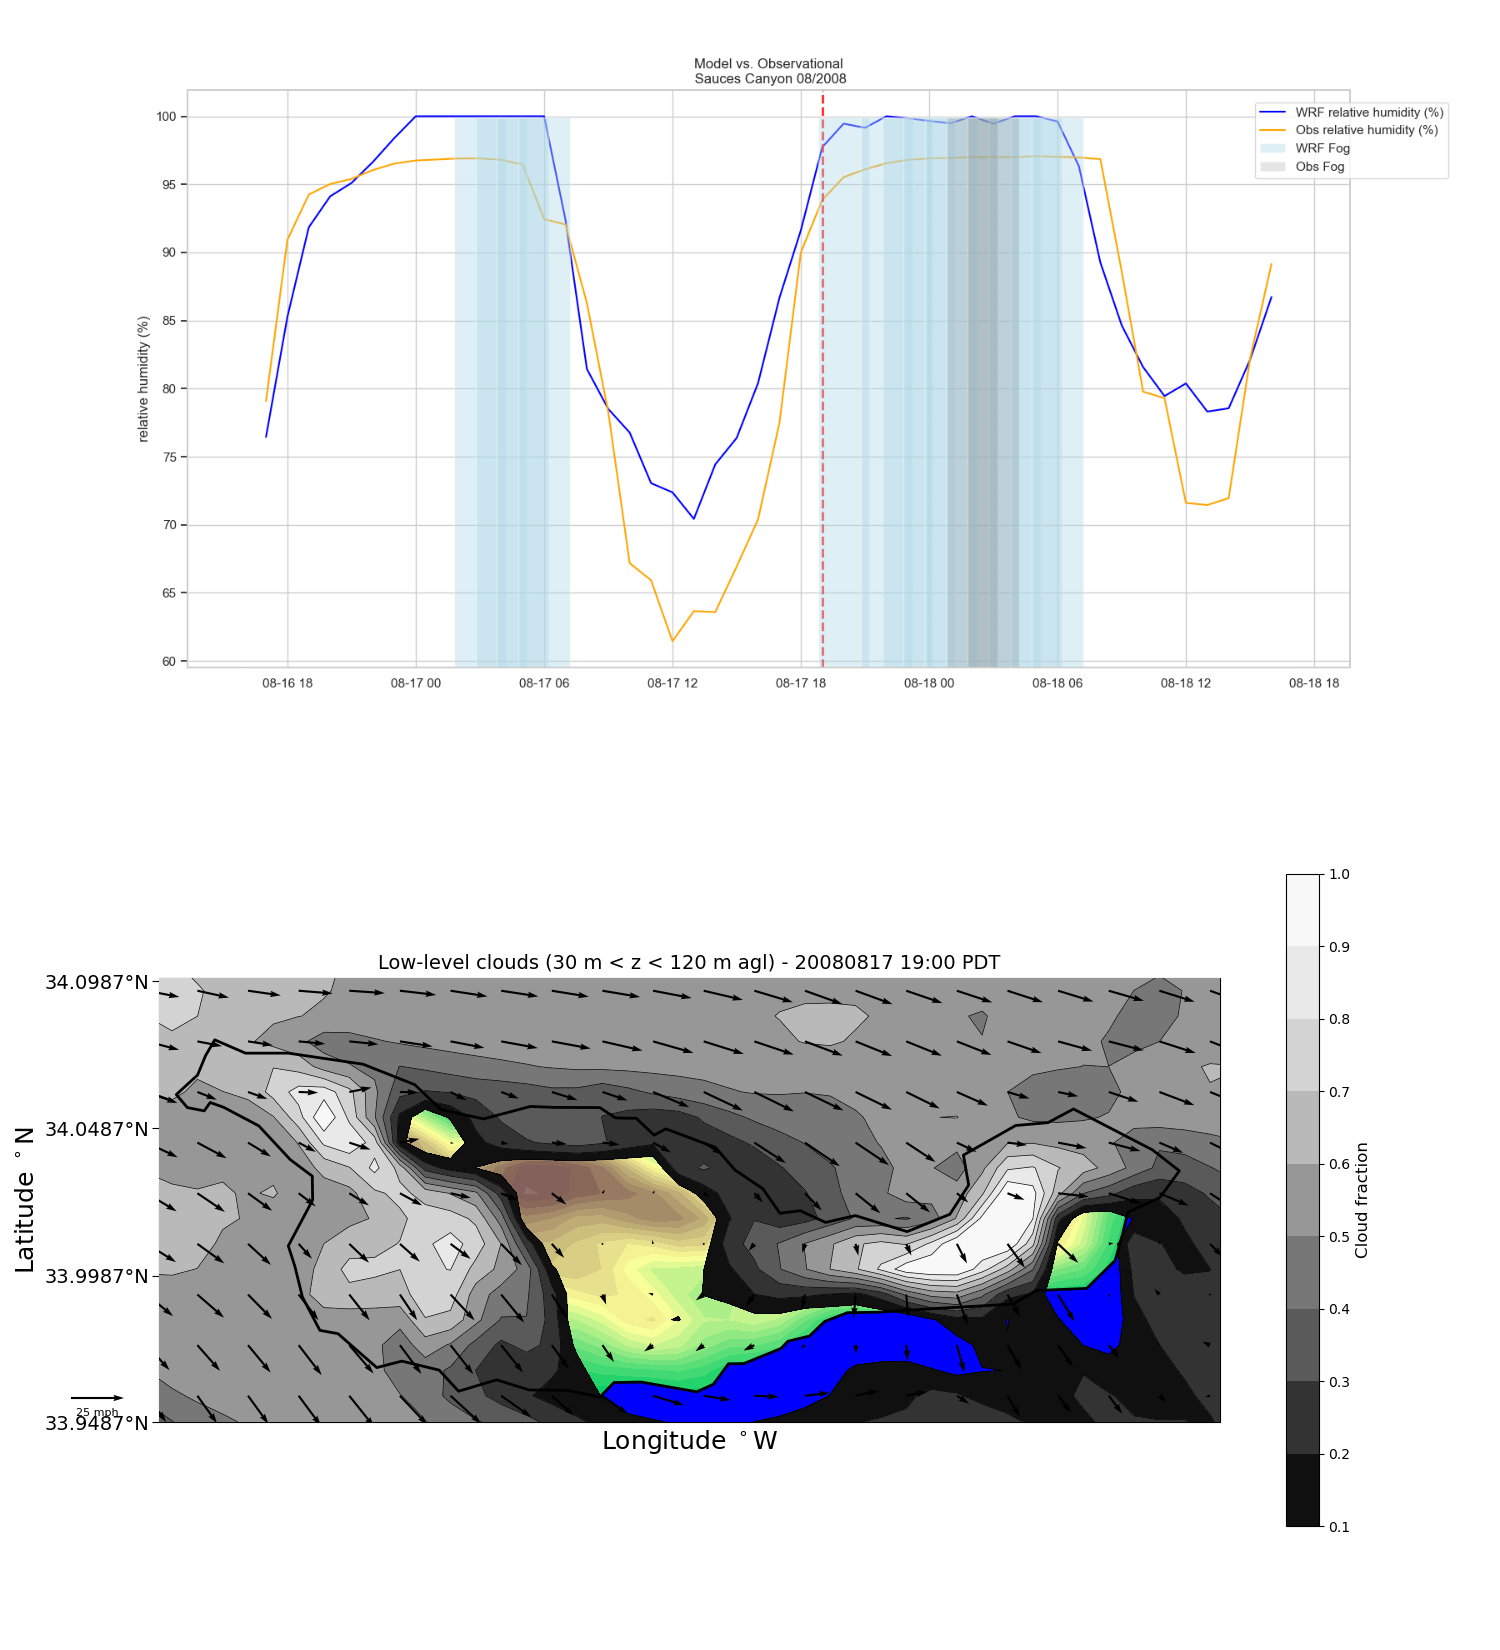 Model vs. Observational
Sauces Canyon 08/2008
100
95
90
85
80
75
70
65
60
relative humidity (%)
WRF relative humidity (%)
Obs relative humidity (%)
WRF Fog
Obs Fog
08-16 18
08-17 00
08-17 06
08-17 12
08-17 18
08-18 00
08-18 06
08-18 12
08-18 18
Low-level clouds (30 m < z < 120 m agl) - 20080817 19:00 PDT
34.0987°N
34.0487°N
33.9987°N
33.9487°N
Latitude °N
25 mph
Longitude °W
1.0
0.9
0.8
0.7
0.6
0.5
0.4
0.3
0.2
0.1
Cloud fraction